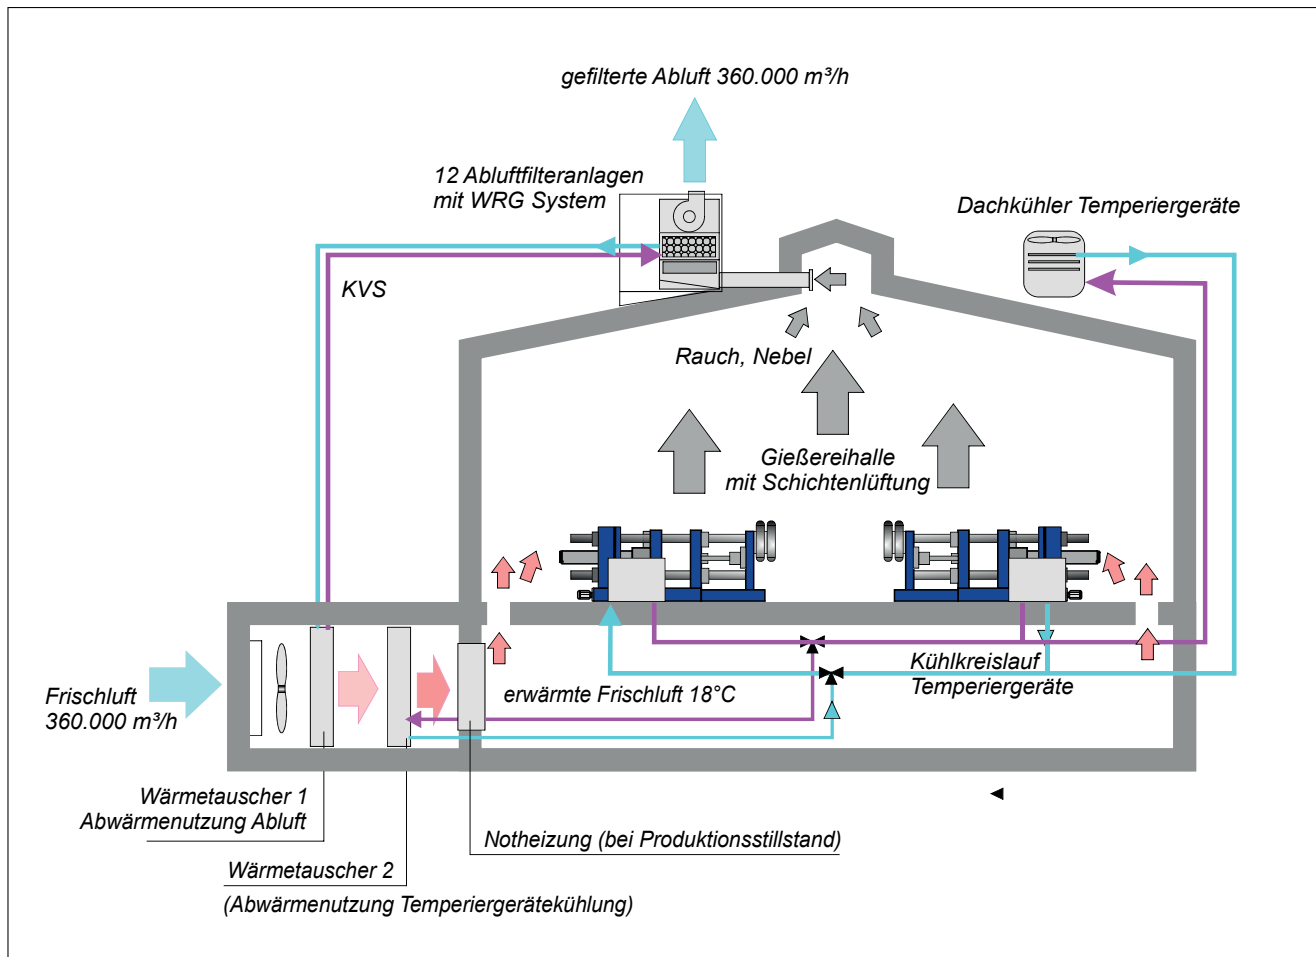 gefilterte Abluft 360.000 m³/h
12 Abluftfilteranlagen
mit WRG System
Dachkühler Temperiergeräte
KVS
Rauch, Nebel
Gießereihalle
mit Schichtenlüftung
Kühlkreislauf
Temperiergeräte
Frischluft
360.000 m³/h
erwärmte Frischluft 18°C
Wärmetauscher 1
Abwärmenutzung Abluft
Notheizung (bei Produktionsstillstand)
Wärmetauscher 2
(Abwärmenutzung Temperiergerätekühlung)